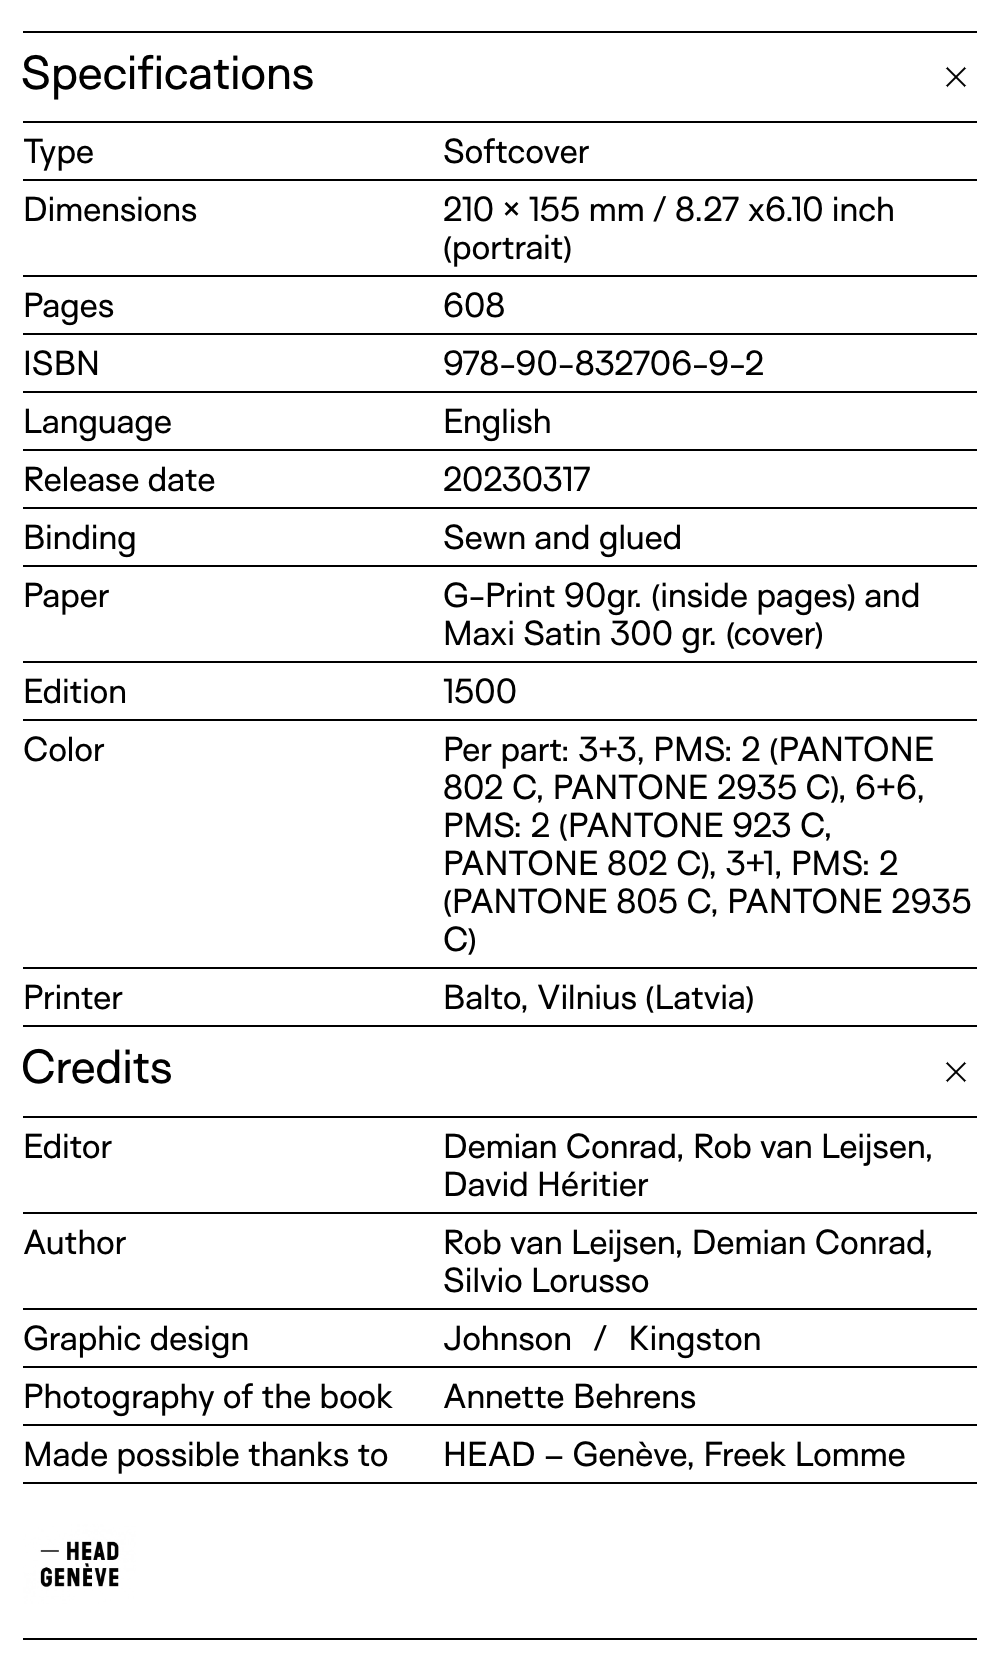 Specifications
Type Softcover
Dimensions 210 × 155 mm / 8.27 x6.10 inch
(portrait)
Pages 608
ISBN 978-90-832706-9-2
Language English
Release date 20230317
Binding Sewn and glued
Paper G-Print 90gr. (inside pages) and
Maxi Satin 300 gr. (cover)
Edition 1500
Color Per part: 3+3, PMS: 2 (PANTONE
802 C, PANTONE 2935 C), 6+6,
PMS: 2 (PANTONE 923 C,
PANTONE 802 C), 3+1, PMS: 2
(PANTONE 805 C, PANTONE 2935
C)
Printer Balto, Vilnius (Latvia)
Credits
Editor Demian Conrad, Rob van Leijsen,
David Héritier
Author Rob van Leijsen, Demian Conrad,
Silvio Lorusso
Graphic design Johnson / Kingston
Photography of the book Annette Behrens
Made possible thanks to HEAD – Genève, Freek Lomme
— HEAD
GENÈVE